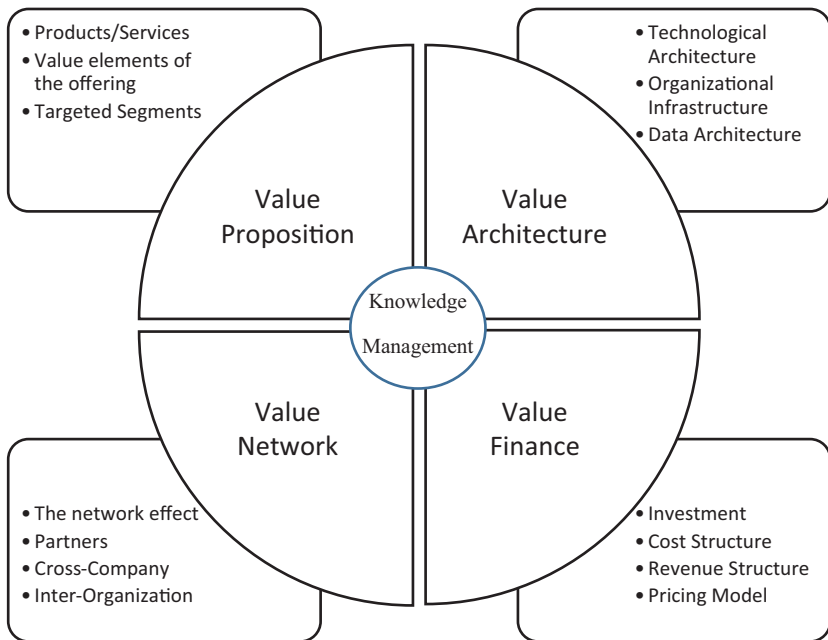 • Products/Services
• Value elements of
the offering
• Targeted Segments
• Technological
Architecture
• Organizational
Infrastructure
• Data Architecture
Value
Proposition
Value
Architecture
Knowledge
Management
Value
Network
Value
Finance
• The network effect
• Partners
• Cross-Company
• Inter-Organization
• Investment
• Cost Structure
• Revenue Structure
• Pricing Model